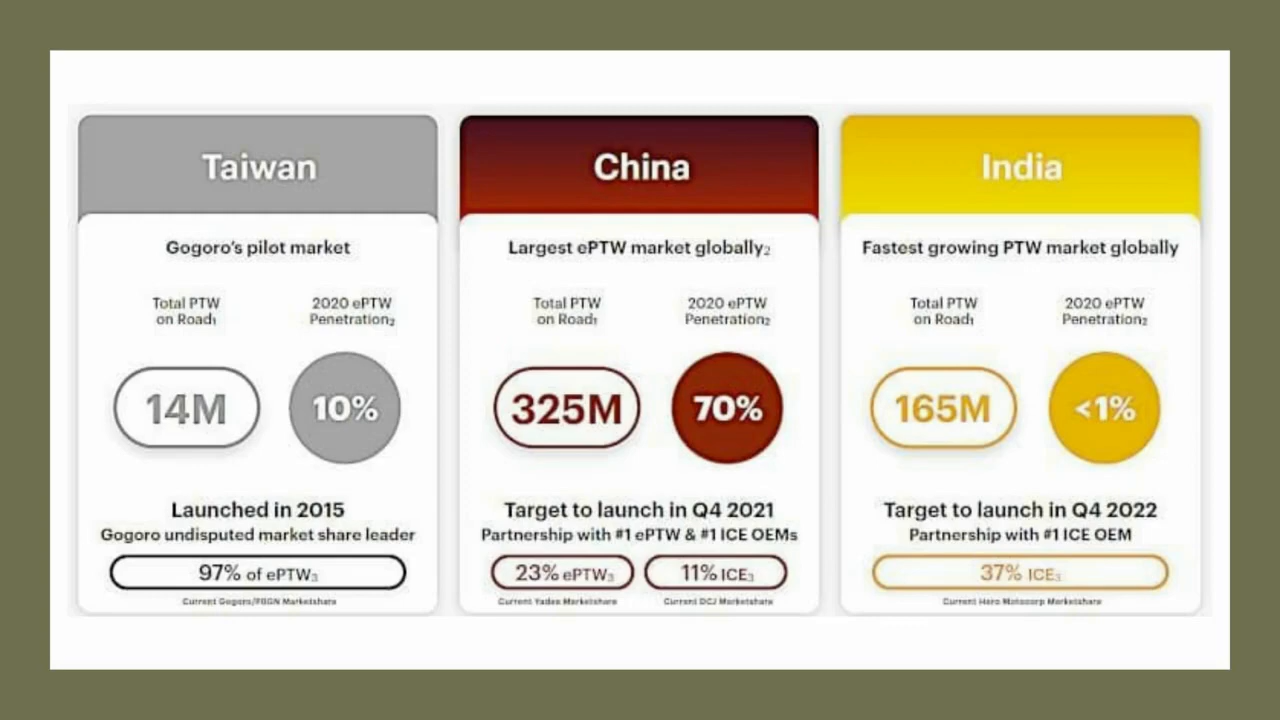 Taiwan
Gogoro's pilot market
Total PTW
on Road₁
2020 ePTW
Penetration₂
14M
10%
Launched in 2015
Gogoro undisputed market share leader
97% of ePTW₃
Current Gogoro/PBGN Marketshare
China
Largest ePTW market globally₂
Total PTW
on Road₁
2020 ePTW
Penetration₂
325M
70%
Target to launch in Q4 2021
Partnership with #1 ePTW & #1 ICE OEMs
23% ePTW₃
11% ICE₃
Current Yadea Marketshare
Current DCJ Marketshare
India
Fastest growing PTW market globally
Total PTW
on Road₁
2020 ePTW
Penetration₂
165M
<1%
Target to launch in Q4 2022
Partnership with #1 ICE OEM
37% ICE₃
Current Hero Motocorp Marketshare